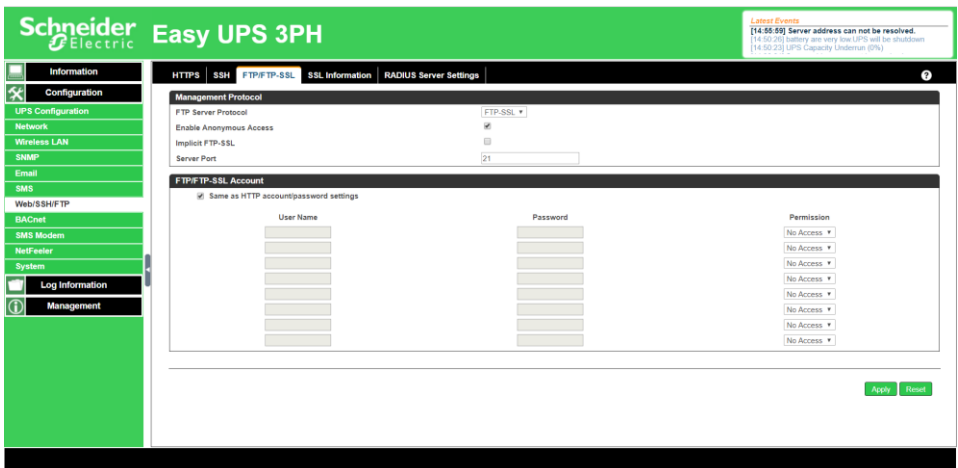 Schneider Electric Easy UPS 3PH
Latest Events
[14:55:59] Server address can not be resolved.
[14:50:26] battery are very low.UPS will be shutdown
[14:50:23] UPS Capacity Underrun (0%)
Information
Configuration
UPS Configuration
Network
Wireless LAN
SNMP
Email
SMS
Web/SSH/FTP
BACnet
SMS Modem
NetFeeler
System
Log Information
Management
HTTPS SSH FTP/FTP-SSL SSL Information RADIUS Server Settings ?
Management Protocol
FTP Server Protocol FTP-SSL
Enable Anonymous Access
Implicit FTP-SSL
Server Port 21
FTP/FTP-SSL Account
Same as HTTP account/password settings
User Name Password Permission
No Access
No Access
No Access
No Access
No Access
No Access
No Access
No Access
Apply Reset